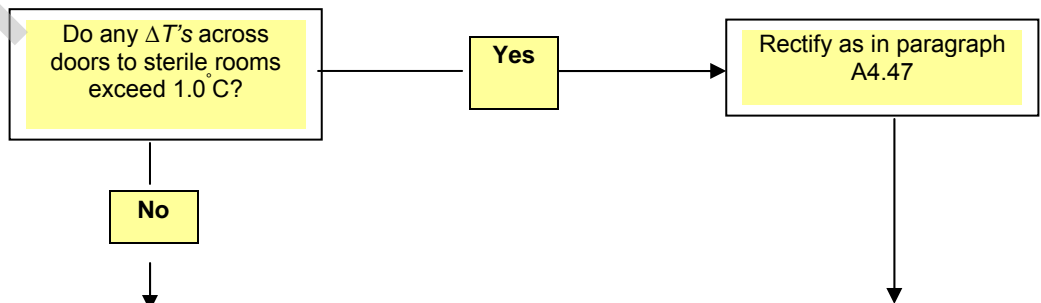 Do any ΔT's across
doors to sterile rooms
exceed 1.0°C?
Yes
Rectify as in paragraph
A4.47
No